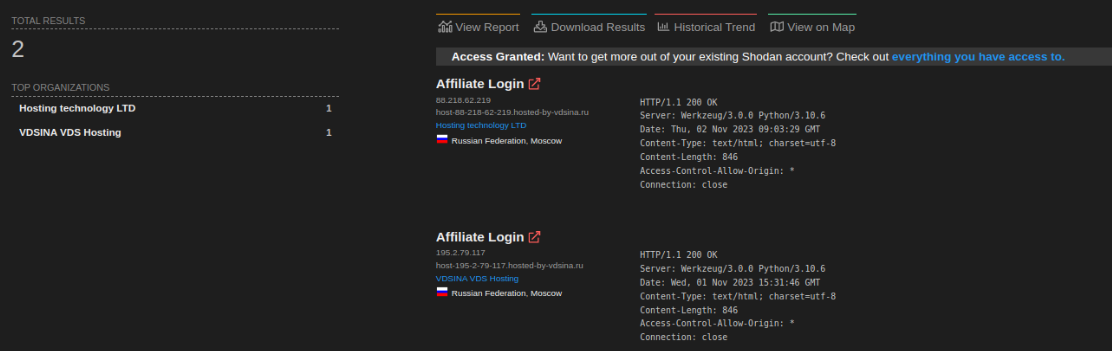 TOTAL RESULTS
2
TOP ORGANIZATIONS
Hosting technology LTD 1
VDSINA VDS Hosting 1
View Report Download Results Historical Trend View on Map
Access Granted: Want to get more out of your existing Shodan account? Check out everything you have access to.
Affiliate Login
88.218.62.219
host-88-218-62-219.hosted-by-vdsina.ru
Hosting technology LTD
Russian Federation, Moscow
HTTP/1.1 200 OK
Server: Werkzeug/3.0.0 Python/3.10.6
Date: Thu, 02 Nov 2023 09:03:29 GMT
Content-Type: text/html; charset=utf-8
Content-Length: 846
Access-Control-Allow-Origin: *
Connection: close
Affiliate Login
195.2.79.117
host-195-2-79-117.hosted-by-vdsina.ru
VDSINA VDS Hosting
Russian Federation, Moscow
HTTP/1.1 200 OK
Server: Werkzeug/3.0.0 Python/3.10.6
Date: Wed, 01 Nov 2023 15:31:46 GMT
Content-Type: text/html; charset=utf-8
Content-Length: 846
Access-Control-Allow-Origin: *
Connection: close